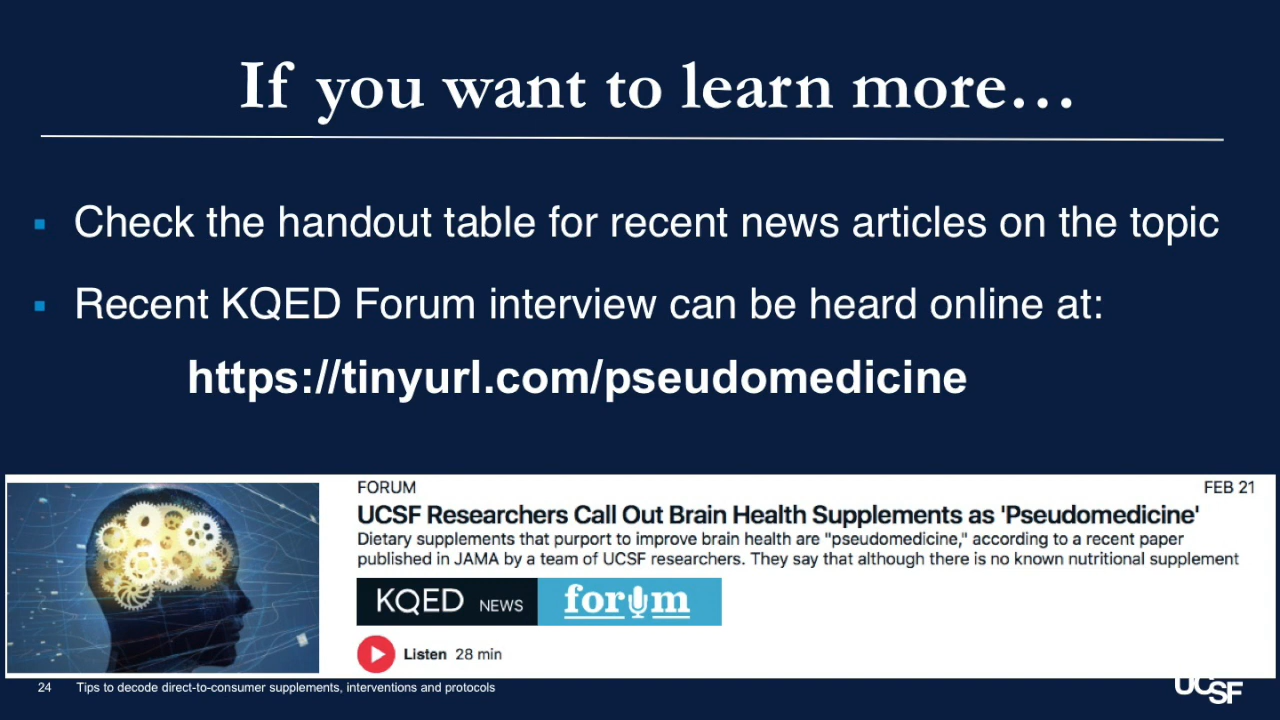 If you want to learn more…
Check the handout table for recent news articles on the topic
Recent KQED Forum interview can be heard online at:
https://tinyurl.com/pseudomedicine
FORUM
FEB 21
UCSF Researchers Call Out Brain Health Supplements as 'Pseudomedicine'
Dietary supplements that purport to improve brain health are "pseudomedicine," according to a recent paper
published in JAMA by a team of UCSF researchers. They say that although there is no known nutritional supplement
KQED NEWS forum
Listen 28 min
24 Tips to decode direct-to-consumer supplements, interventions and protocols
UCSF